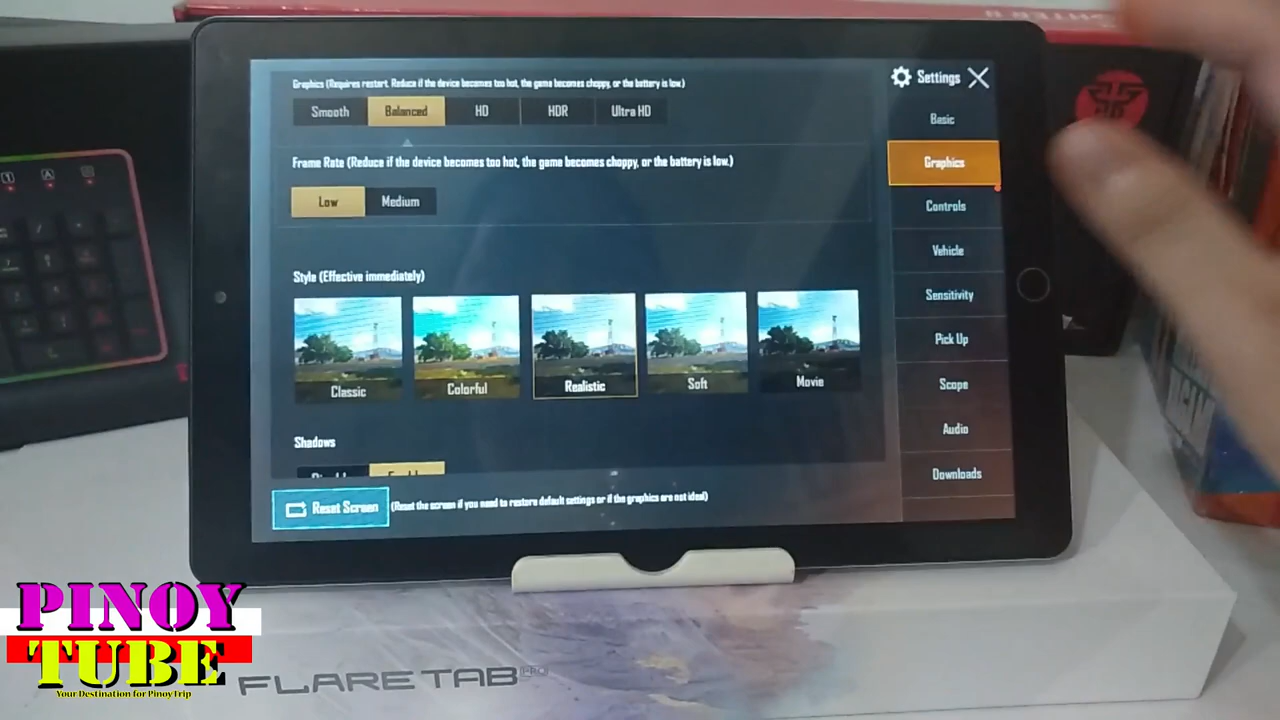 Graphics (Requires restart. Reduce if the device becomes too hot, the game becomes choppy, or the battery is low.)
Smooth
Balanced
HD
HDR
Ultra HD
Frame Rate (Reduce if the device becomes too hot, the game becomes choppy, or the battery is low.)
Low
Medium
Style (Effective immediately)
Classic
Colorful
Realistic
Soft
Movie
Shadows
Reset Screen
(Reset the screen if you need to restore default settings or if the graphics are not ideal)
Settings
Basic
Graphics
Controls
Vehicle
Sensitivity
Pick Up
Scope
Audio
Downloads
PINOY
TUBE
Your Destination for PinoyTrip
FLARE TAB